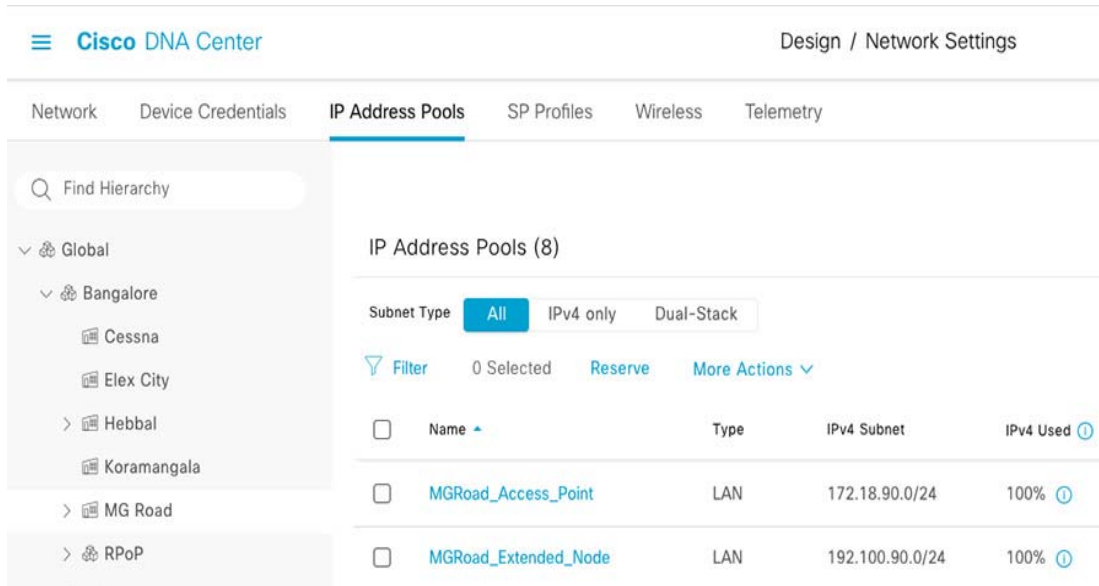 Cisco DNA Center
Design / Network Settings
Network Device Credentials IP Address Pools SP Profiles Wireless Telemetry
Find Hierarchy
Global
Bangalore
Cessna
Elex City
Hebbal
Koramangala
MG Road
RPoP
IP Address Pools (8)
Subnet Type All IPv4 only Dual-Stack
Filter 0 Selected Reserve More Actions
Name Type IPv4 Subnet IPv4 Used
MGRoad_Access_Point LAN 172.18.90.0/24 100%
MGRoad_Extended_Node LAN 192.100.90.0/24 100%